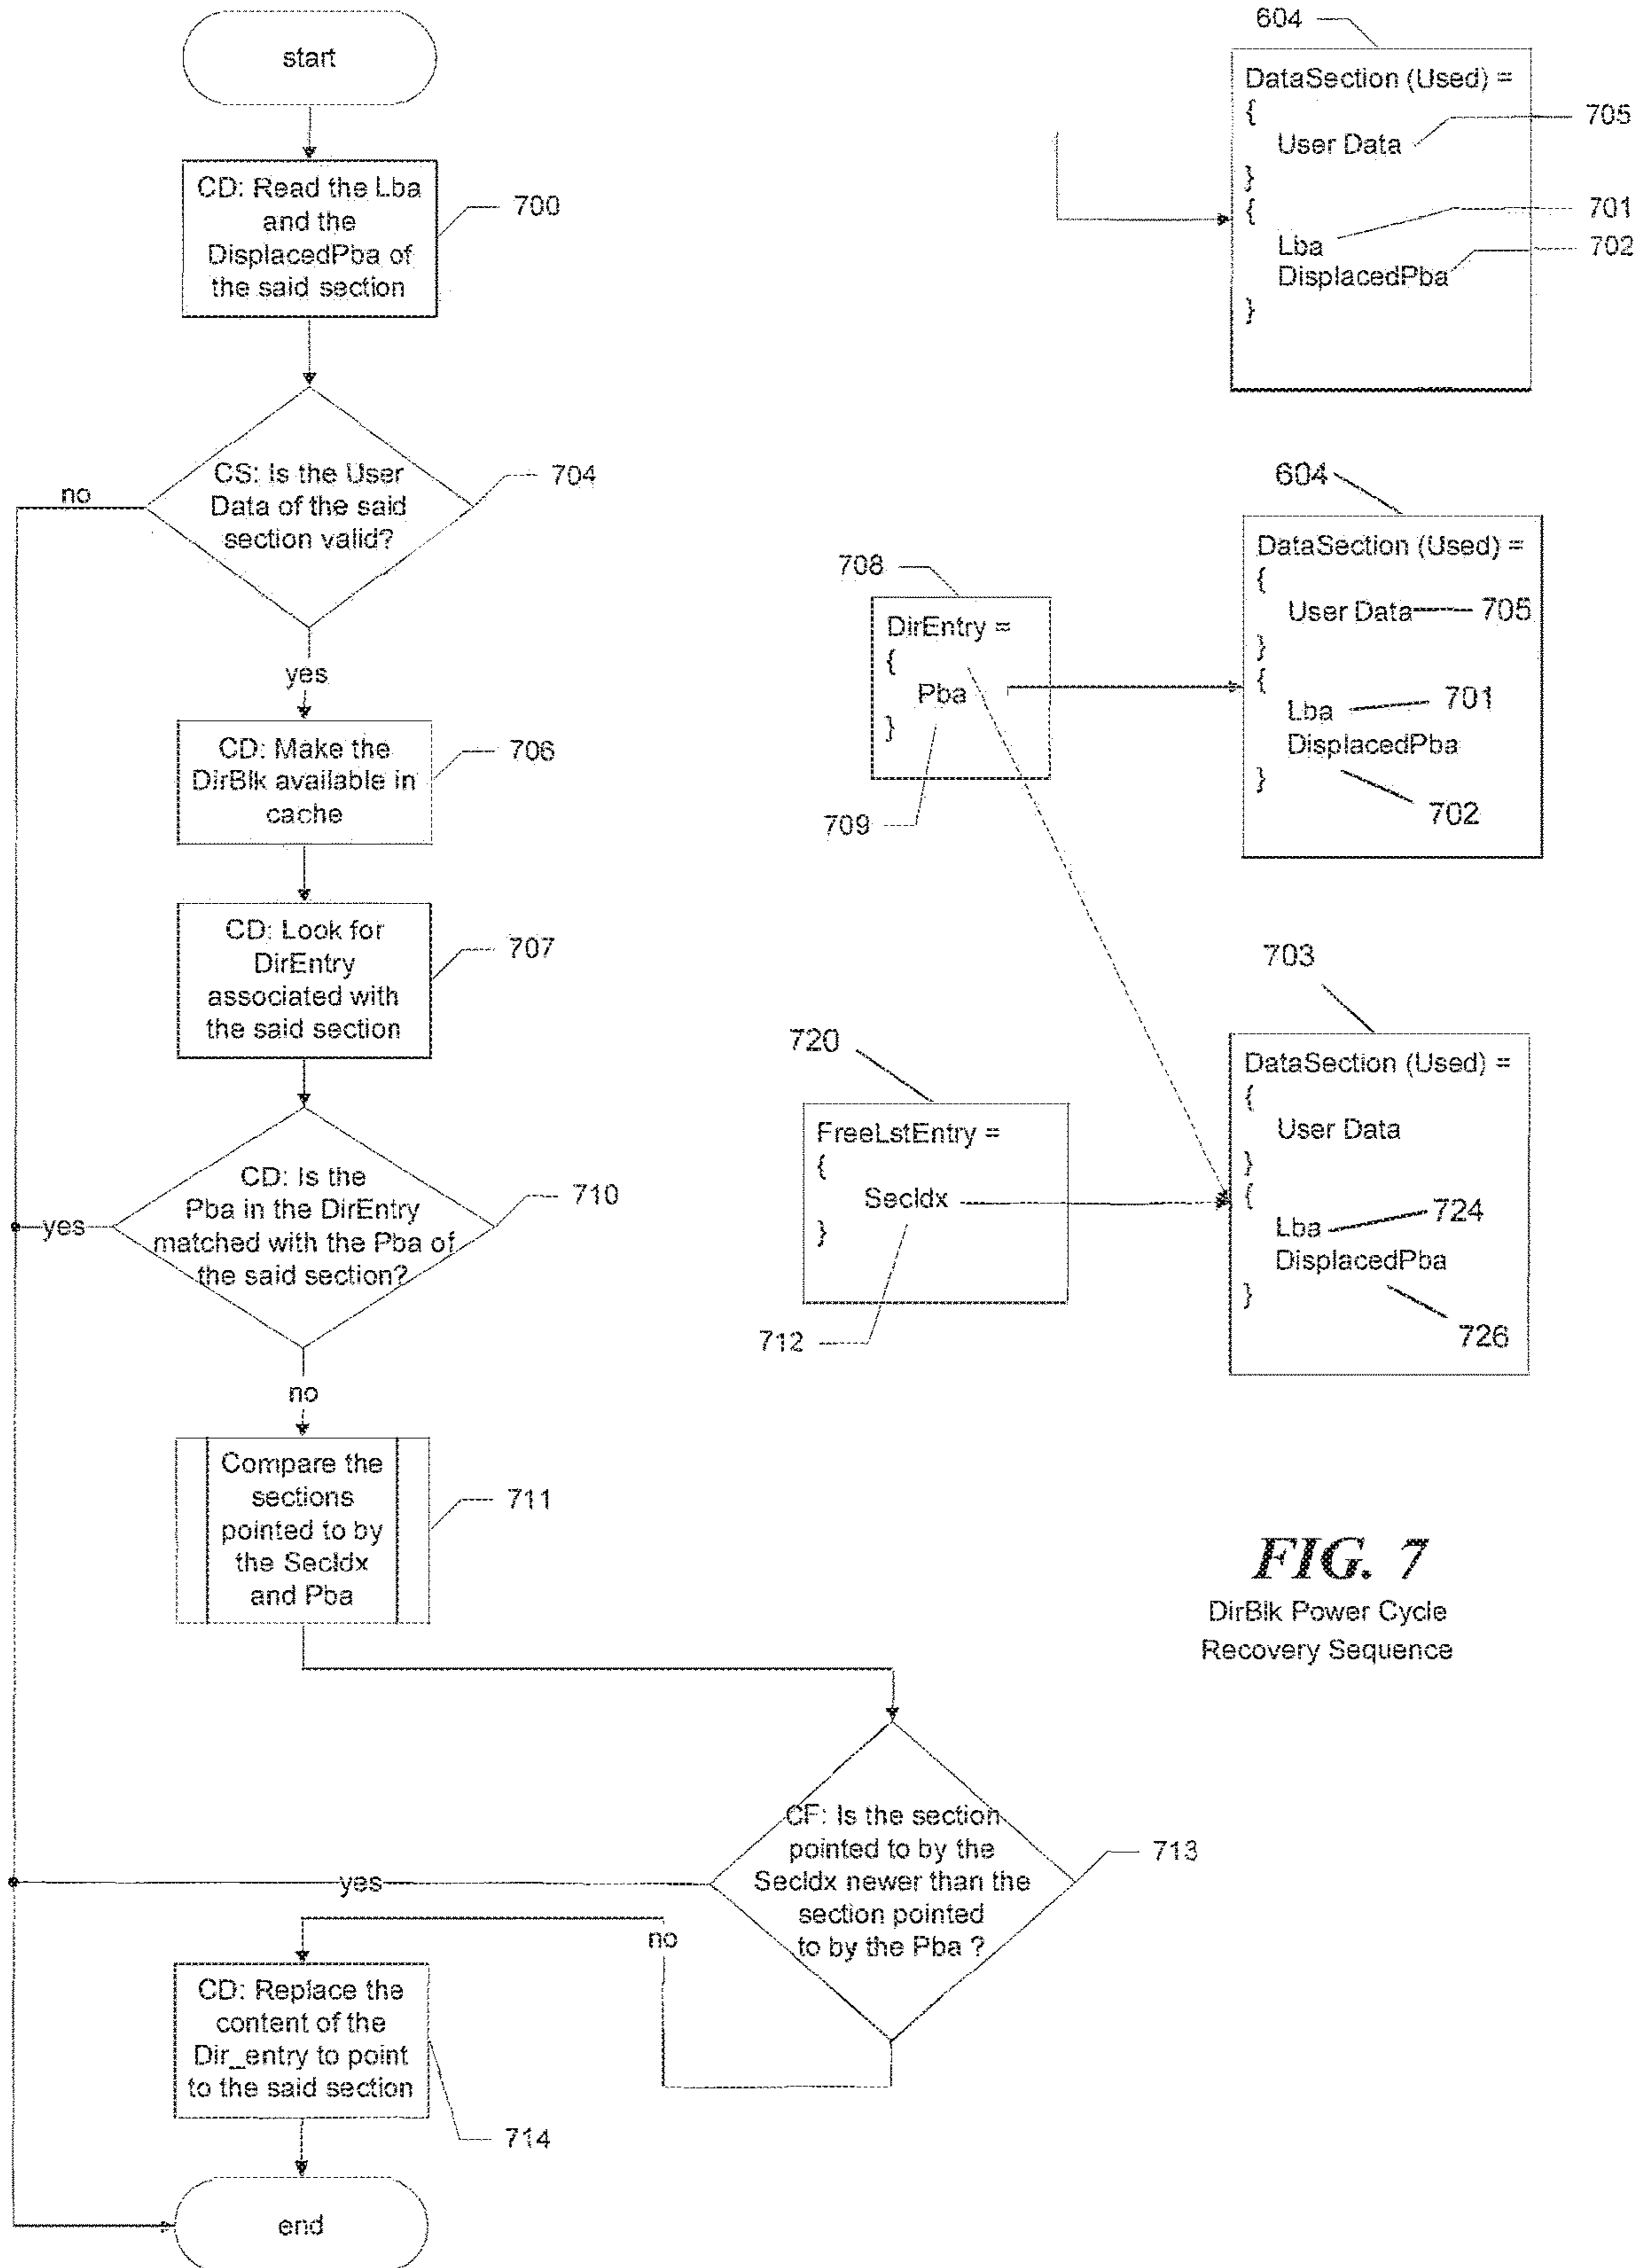 start
CD: Read the Lba
and the
DisplacedPba of
the said section
700
CS: Is the User
Data of the said
section valid?
704
no
yes
CD: Make the
DirBlk available in
cache
706
CD: Look for
DirEntry
associated with
the said section
707
CD: Is the
Pba in the DirEntry
matched with the Pba of
the said section?
710
yes
no
Compare the
sections
pointed to by
the SecIdx
and Pba
711
CF: Is the section
pointed to by the
SecIdx newer than the
section pointed
to by the Pba ?
713
yes
no
CD: Replace the
content of the
Dir_entry to point
to the said section
714
end
604
DataSection (Used) =
{
User Data
705
}
{
Lba
701
DisplacedPba
702
}
604
DataSection (Used) =
{
User Data
705
}
{
Lba
701
DisplacedPba
}
702
708
DirEntry =
{
Pba
}
709
703
DataSection (Used) =
{
User Data
}
{
Lba
724
DisplacedPba
}
726
720
FreeLstEntry =
{
SecIdx
}
712
FIG. 7
DirBlk Power Cycle
Recovery Sequence